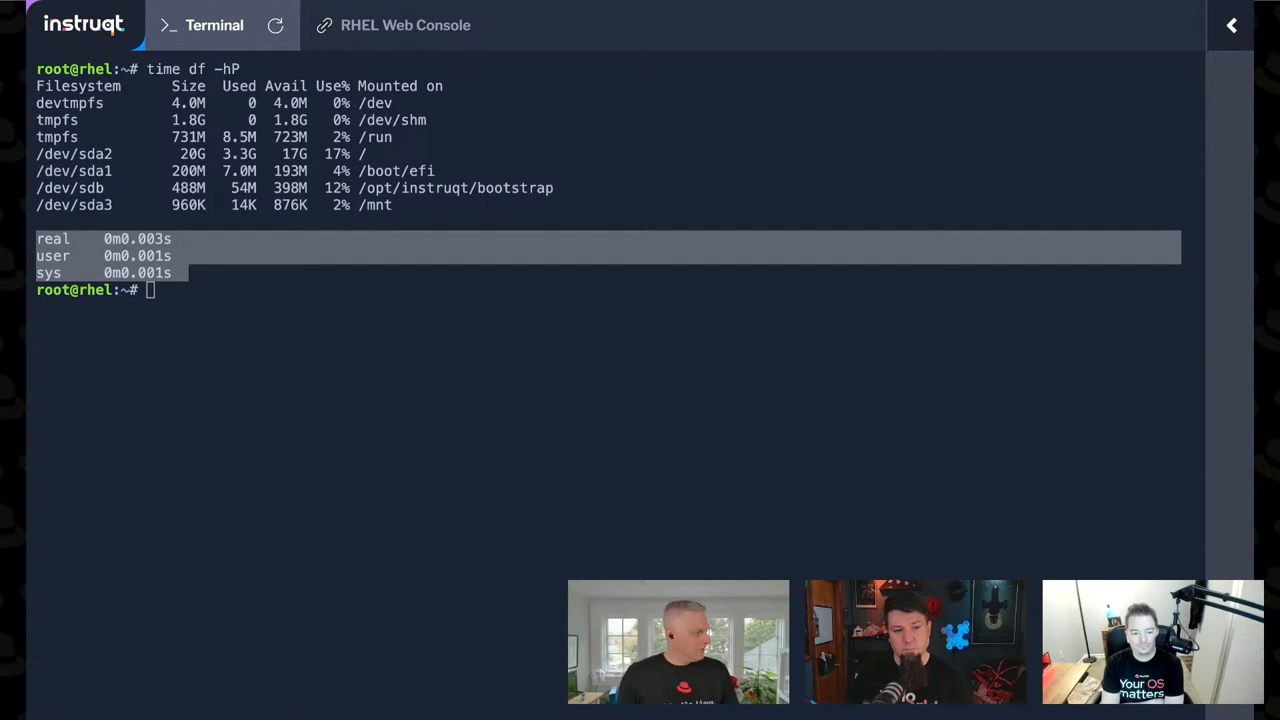 instruqt
>_ Terminal
RHEL Web Console
root@rhel:~# time df -hP
Filesystem Size Used Avail Use% Mounted on
devtmpfs 4.0M 0 4.0M 0% /dev
tmpfs 1.8G 0 1.8G 0% /dev/shm
tmpfs 731M 8.5M 723M 2% /run
/dev/sda2 20G 3.3G 17G 17% /
/dev/sda1 200M 7.0M 193M 4% /boot/efi
/dev/sdb 488M 54M 398M 12% /opt/instruqt/bootstrap
/dev/sda3 960K 14K 876K 2% /mnt
real 0m0.003s
user 0m0.001s
sys 0m0.001s
root@rhel:~#
Your OS
matters